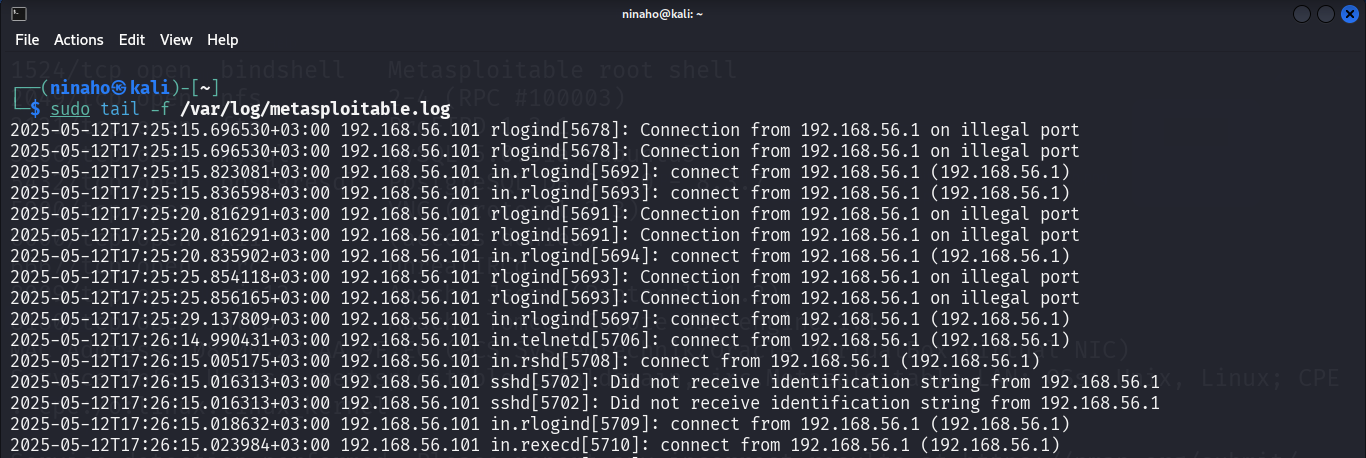 ninaho@kali: ~
File Actions Edit View Help
1524/tcp open bindshell Metasploitable root shell
┌──(ninaho㉿kali)-[~]
2-4 (RPC #100003)
└─$ sudo tail -f /var/log/metasploitable.log
2025-05-12T17:25:15.696530+03:00 192.168.56.101 rlogind[5678]: Connection from 192.168.56.1 on illegal port
2025-05-12T17:25:15.696530+03:00 192.168.56.101 rlogind[5678]: Connection from 192.168.56.1 on illegal port
2025-05-12T17:25:15.823081+03:00 192.168.56.101 in.rlogind[5692]: connect from 192.168.56.1 (192.168.56.1)
2025-05-12T17:25:15.836598+03:00 192.168.56.101 in.rlogind[5693]: connect from 192.168.56.1 (192.168.56.1)
2025-05-12T17:25:20.816291+03:00 192.168.56.101 rlogind[5691]: Connection from 192.168.56.1 on illegal port
2025-05-12T17:25:20.816291+03:00 192.168.56.101 rlogind[5691]: Connection from 192.168.56.1 on illegal port
2025-05-12T17:25:20.835902+03:00 192.168.56.101 in.rlogind[5694]: connect from 192.168.56.1 (192.168.56.1)
2025-05-12T17:25:25.854118+03:00 192.168.56.101 rlogind[5693]: Connection from 192.168.56.1 on illegal port
2025-05-12T17:25:25.856165+03:00 192.168.56.101 rlogind[5693]: Connection from 192.168.56.1 on illegal port
2025-05-12T17:25:29.137809+03:00 192.168.56.101 in.rlogind[5697]: connect from 192.168.56.1 (192.168.56.1)
2025-05-12T17:26:14.990431+03:00 192.168.56.101 in.telnetd[5706]: connect from 192.168.56.1 (192.168.56.1)
2025-05-12T17:26:15.005175+03:00 192.168.56.101 in.rshd[5708]: connect from 192.168.56.1 (192.168.56.1)
2025-05-12T17:26:15.016313+03:00 192.168.56.101 sshd[5702]: Did not receive identification string from 192.168.56.1
2025-05-12T17:26:15.016313+03:00 192.168.56.101 sshd[5702]: Did not receive identification string from 192.168.56.1
2025-05-12T17:26:15.018632+03:00 192.168.56.101 in.rlogind[5709]: connect from 192.168.56.1 (192.168.56.1)
2025-05-12T17:26:15.023984+03:00 192.168.56.101 in.rexecd[5710]: connect from 192.168.56.1 (192.168.56.1)